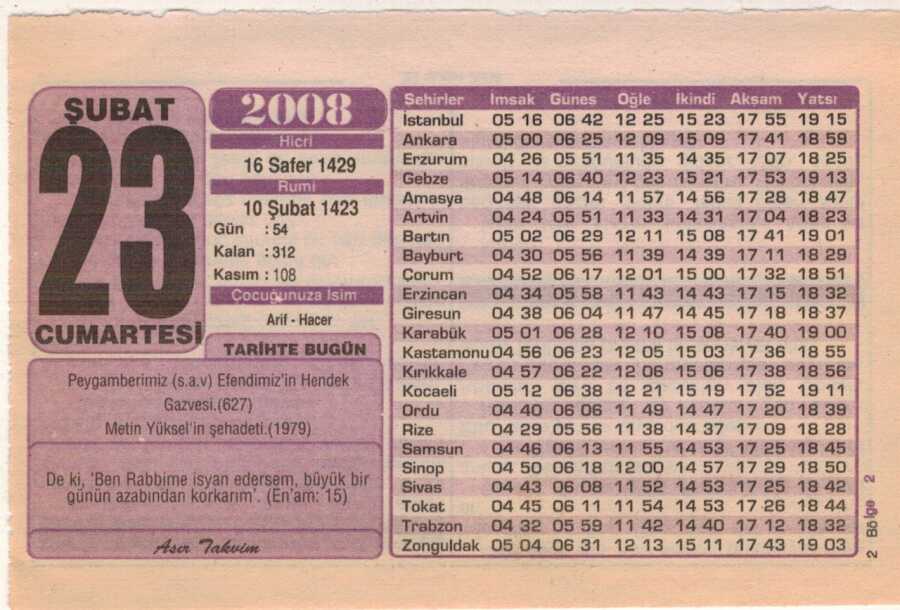 ŞUBAT
23
CUMARTESİ
2008
Hicri
16 Safer 1429
Rumi
10 Şubat 1423
Gün : 54
Kalan : 312
Kasım : 108
Çocuğunuza İsim
Arif - Hacer
TARİHTE BUGÜN
Peygamberimiz (s.a.v) Efendimiz'in Hendek
Gazvesi.(627)
Metin Yüksel'in şehadeti.(1979)
De ki, 'Ben Rabbime isyan edersem, büyük bir
günün azabından korkarım'. (En'am: 15)
Asır Takvim
Şehirler İmsak Güneş Öğle İkindi Akşam Yatsı
İstanbul 05 16 06 42 12 25 15 23 17 55 19 15
Ankara 05 00 06 25 12 09 15 09 17 41 18 59
Erzurum 04 26 05 51 11 35 14 35 17 07 18 25
Gebze 05 14 06 40 12 23 15 21 17 53 19 13
Amasya 04 48 06 14 11 57 14 56 17 28 18 47
Artvin 04 24 05 51 11 33 14 31 17 04 18 23
Bartın 05 02 06 29 12 11 15 08 17 41 19 01
Bayburt 04 30 05 56 11 39 14 39 17 11 18 29
Çorum 04 52 06 17 12 01 15 00 17 32 18 51
Erzincan 04 34 05 58 11 43 14 43 17 15 18 32
Giresun 04 38 06 04 11 47 14 45 17 18 18 37
Karabük 05 01 06 28 12 10 15 08 17 40 19 00
Kastamonu 04 56 06 23 12 05 15 03 17 36 18 55
Kırıkkale 04 57 06 22 12 06 15 06 17 38 18 56
Kocaeli 05 12 06 38 12 21 15 19 17 52 19 11
Ordu 04 40 06 06 11 49 14 47 17 20 18 39
Rize 04 29 05 56 11 38 14 37 17 09 18 28
Samsun 04 46 06 13 11 55 14 53 17 25 18 45
Sinop 04 50 06 18 12 00 14 57 17 29 18 50
Sivas 04 43 06 08 11 52 14 53 17 25 18 42
Tokat 04 45 06 11 11 54 14 53 17 26 18 44
Trabzon 04 32 05 59 11 42 14 40 17 12 18 32
Zonguldak 05 04 06 31 12 13 15 11 17 43 19 03
2 Bölge 2